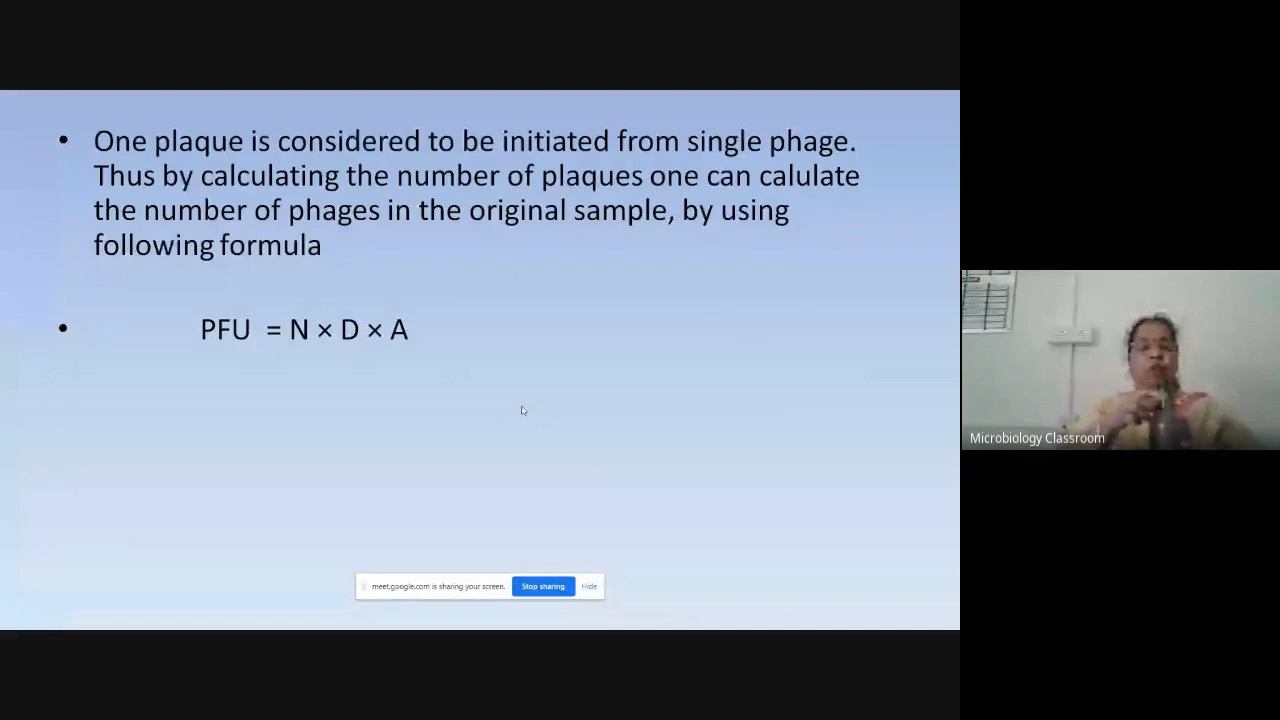 • One plaque is considered to be initiated from single phage.
Thus by calculating the number of plaques one can calulate
the number of phages in the original sample, by using
following formula
• PFU = N × D × A
meet.google.com is sharing your screen. Stop sharing Hide
Microbiology Classroom